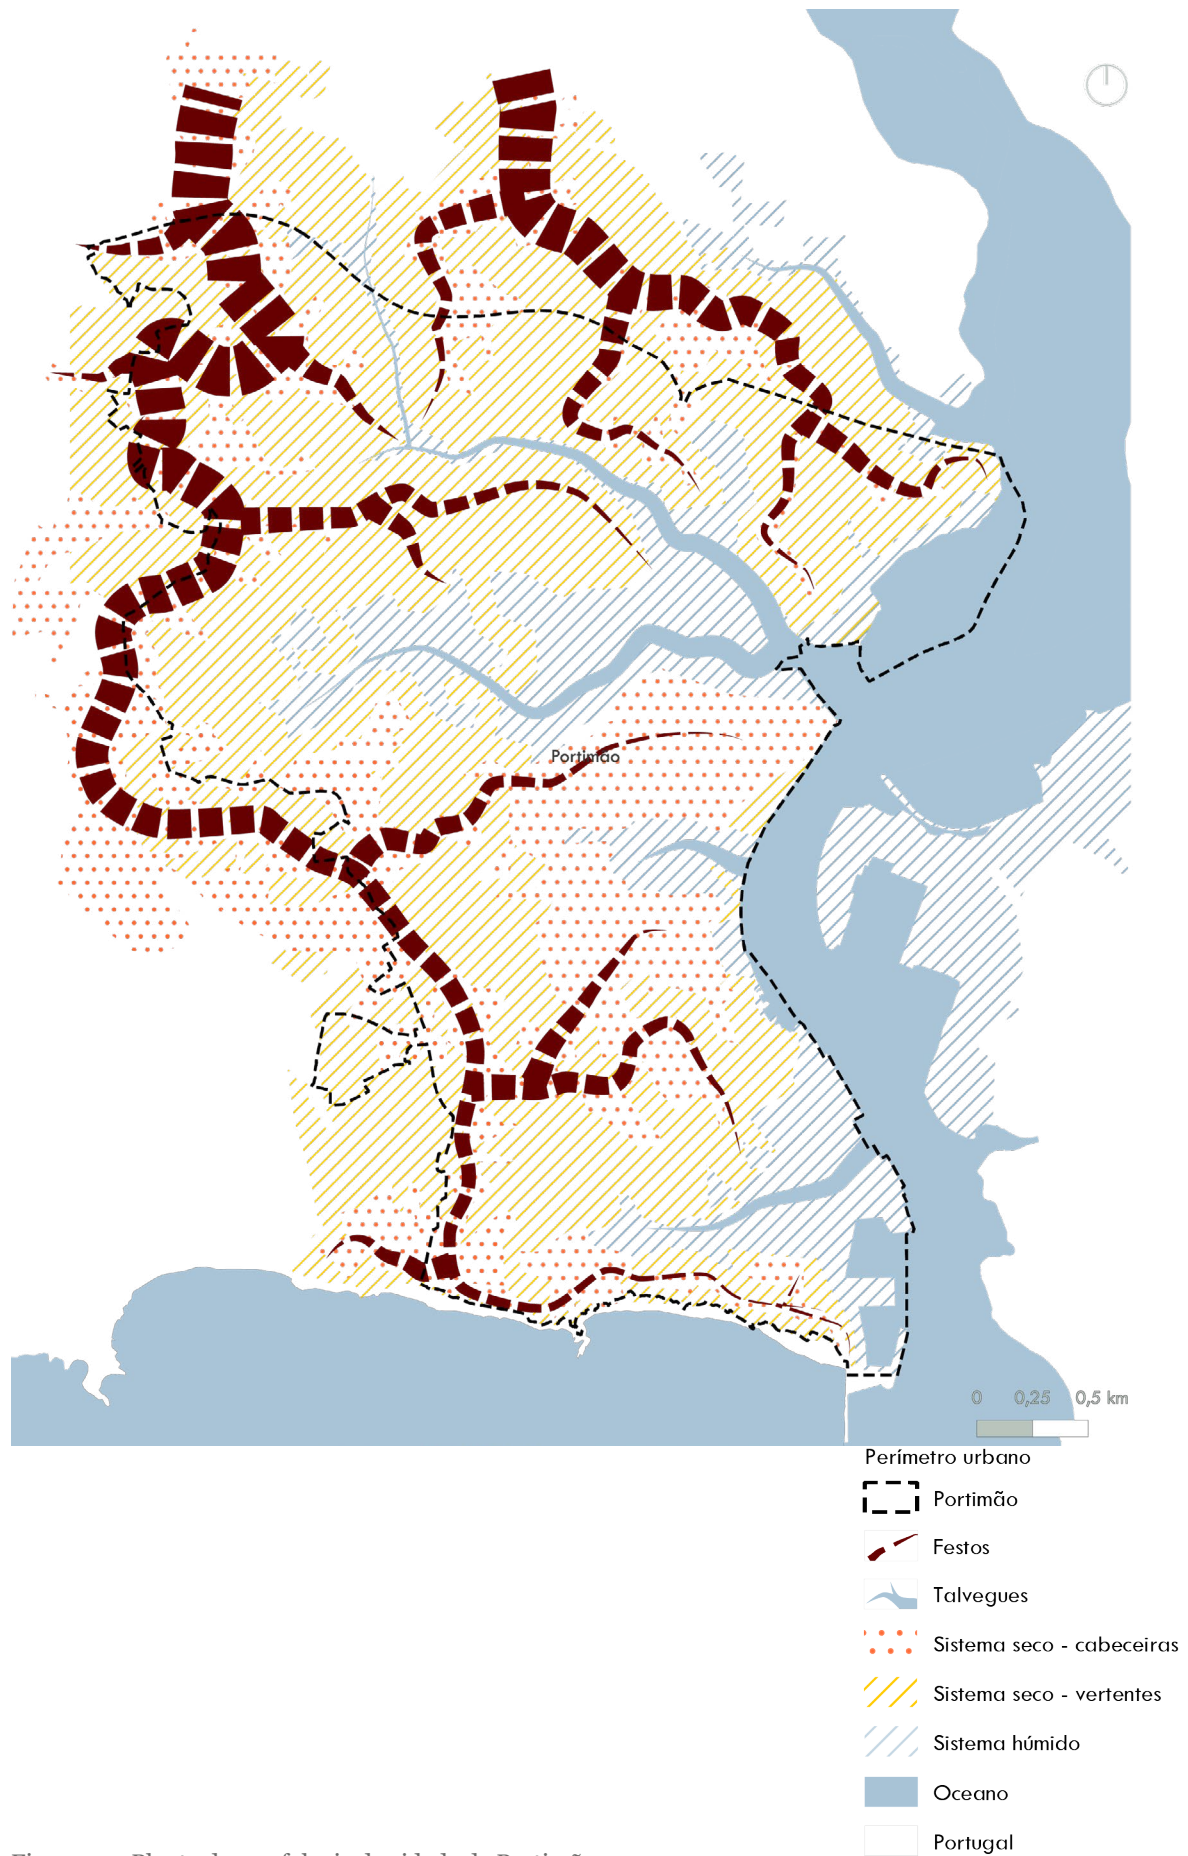 Portimão
0 0,25 0,5 km
Perímetro urbano
Portimão
Festos
Talvegues
Sistema seco - cabeceiras
Sistema seco - vertentes
Sistema húmido
Oceano
Portugal